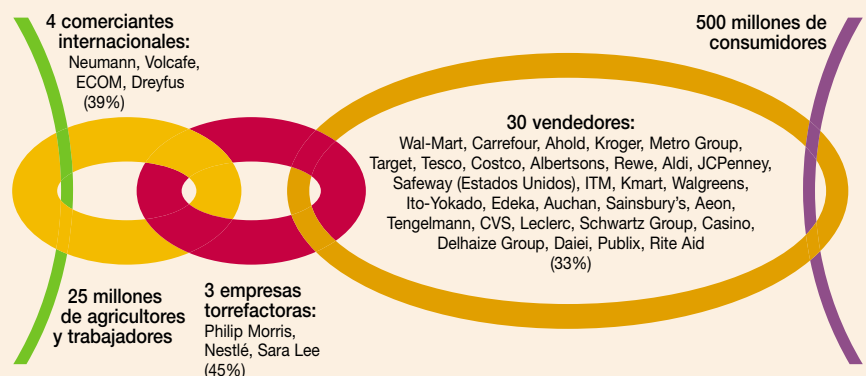 4 comerciantes
internacionales:
Neumann, Volcafe,
ECOM, Dreyfus
(39%)
25 millones
de agricultores
y trabajadores
3 empresas
torrefactoras:
Philip Morris,
Nestlé, Sara Lee
(45%)
30 vendedores:
Wal-Mart, Carrefour, Ahold, Kroger, Metro Group,
Target, Tesco, Costco, Albertsons, Rewe, Aldi, JCPenney,
Safeway (Estados Unidos), ITM, Kmart, Walgreens,
Ito-Yokado, Edeka, Auchan, Sainsbury's, Aeon,
Tengelmann, CVS, Leclerc, Schwartz Group, Casino,
Delhaize Group, Daiei, Publix, Rite Aid
(33%)
500 millones de
consumidores